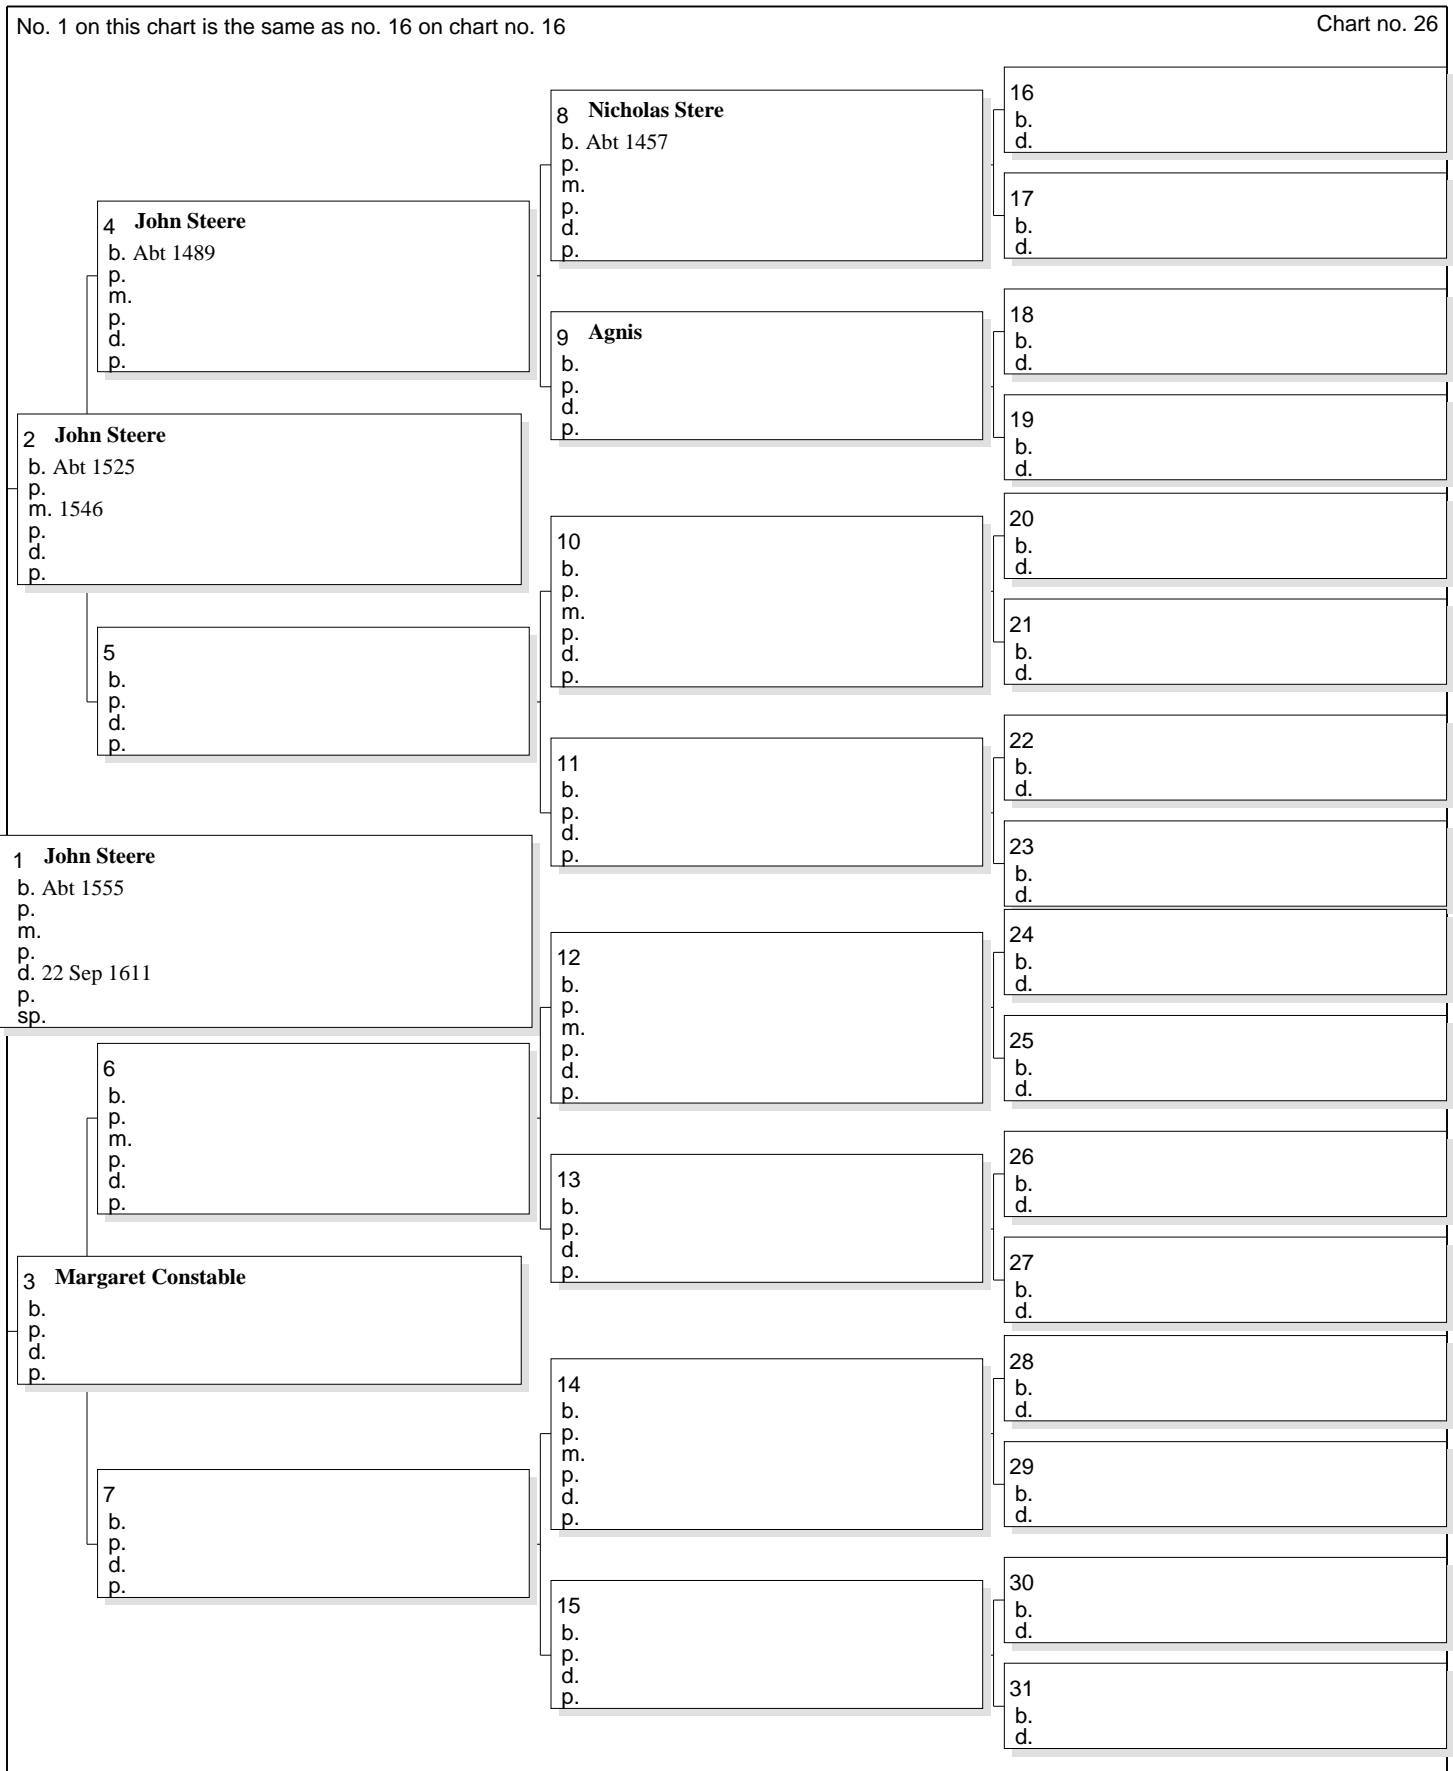 No. 1 on this chart is the same as no. 16 on chart no. 16
Chart no. 26
8 Nicholas Stere
b. Abt 1457
p.
m.
p.
d.
p.
4 John Steere
b. Abt 1489
p.
m.
p.
d.
p.
9 Agnis
b.
p.
d.
p.
2 John Steere
b. Abt 1525
p.
m. 1546
p.
d.
p.
10
b.
p.
m.
p.
d.
p.
5
b.
p.
d.
p.
11
b.
p.
d.
p.
1 John Steere
b. Abt 1555
p.
m.
p.
d. 22 Sep 1611
p.
sp.
12
b.
p.
m.
p.
d.
p.
6
b.
p.
m.
p.
d.
p.
13
b.
p.
d.
p.
3 Margaret Constable
b.
p.
d.
p.
14
b.
p.
m.
p.
d.
p.
7
b.
p.
d.
p.
15
b.
p.
d.
p.
16
b.
d.
17
b.
d.
18
b.
d.
19
b.
d.
20
b.
d.
21
b.
d.
22
b.
d.
23
b.
d.
24
b.
d.
25
b.
d.
26
b.
d.
27
b.
d.
28
b.
d.
29
b.
d.
30
b.
d.
31
b.
d.